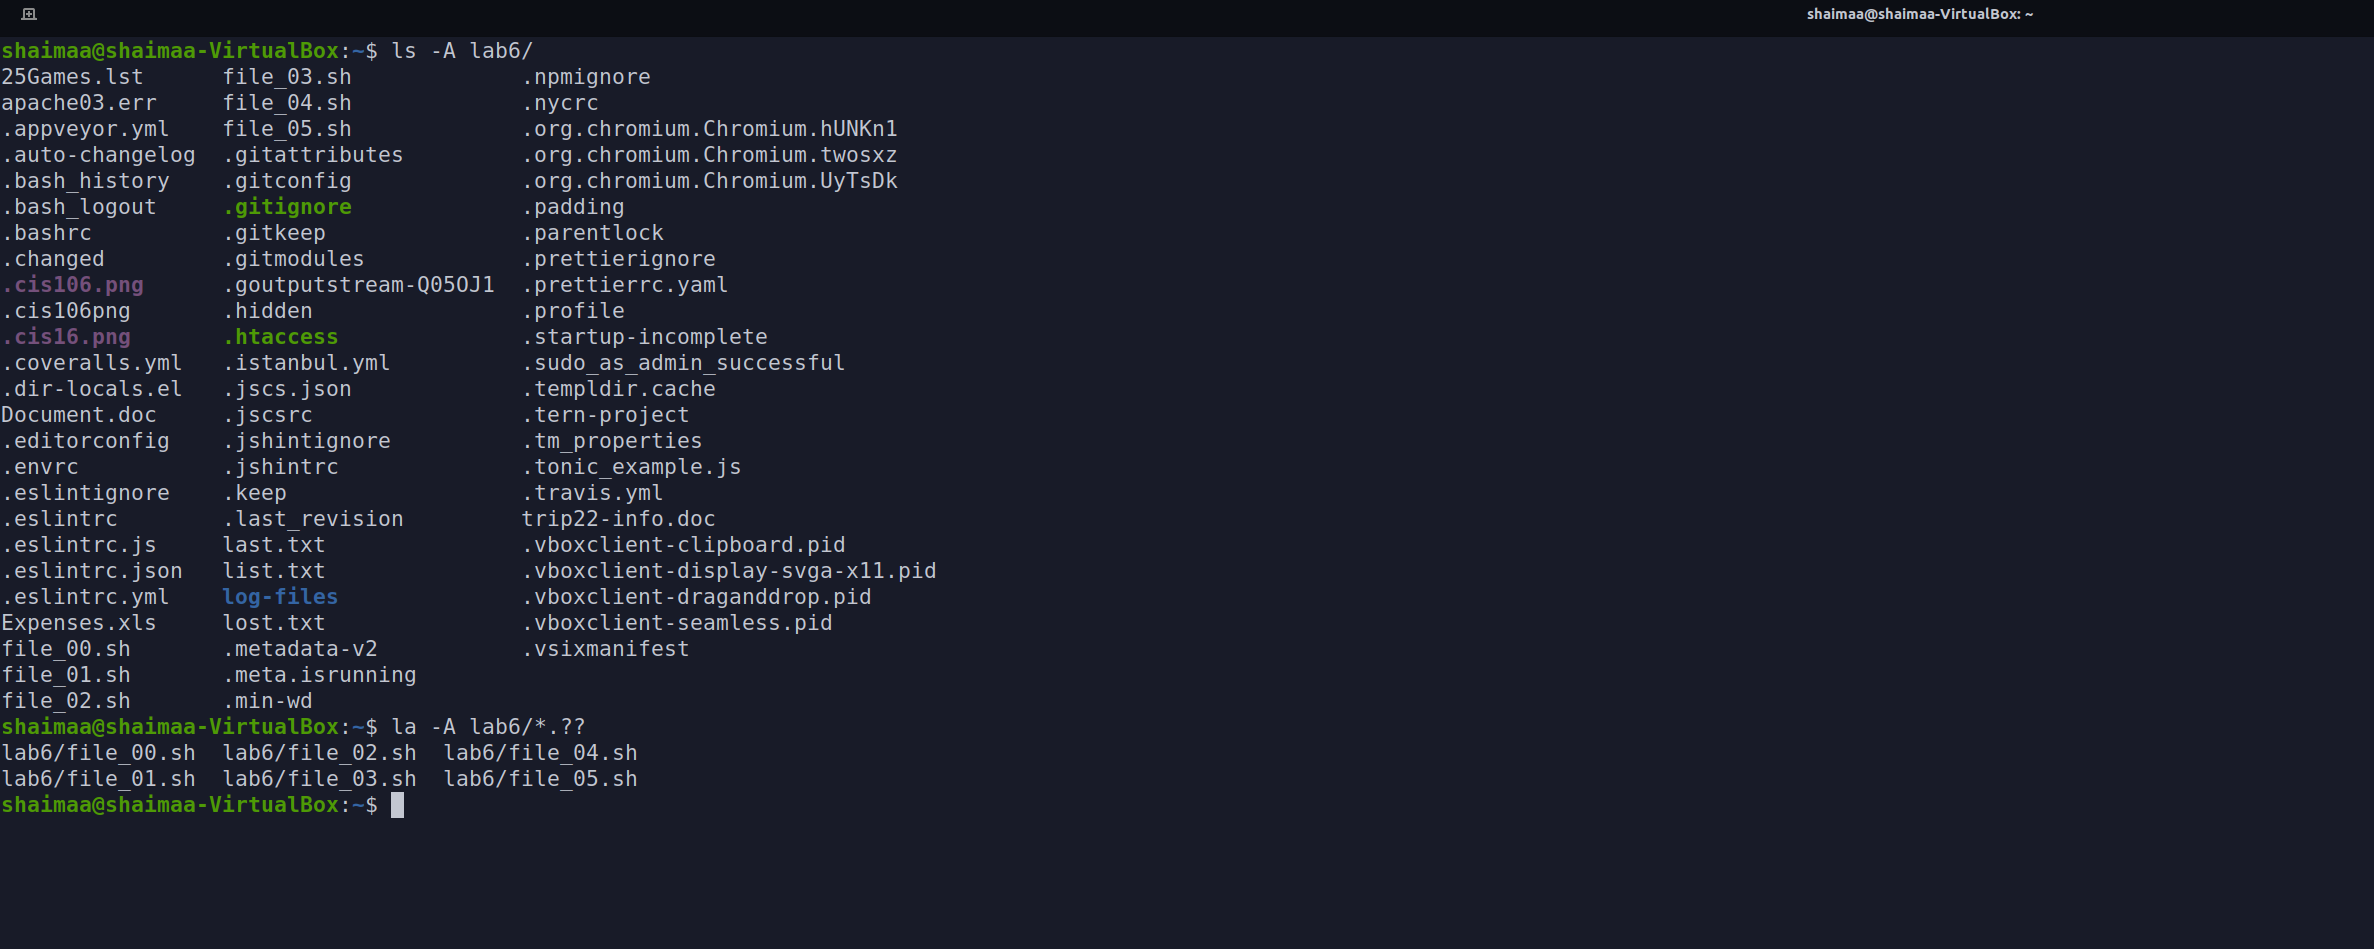 shaimaa@shaimaa-VirtualBox: ~
shaimaa@shaimaa-VirtualBox:~$ ls -A lab6/
25Games.lst      file_03.sh             .npmignore
apache03.err     file_04.sh             .nycrc
.appveyor.yml    file_05.sh             .org.chromium.Chromium.hUNKn1
.auto-changelog  .gitattributes         .org.chromium.Chromium.twosxz
.bash_history    .gitconfig             .org.chromium.Chromium.UyTsDk
.bash_logout     .gitignore             .padding
.bashrc          .gitkeep               .parentlock
.changed         .gitmodules            .prettierignore
.cis106.png      .goutputstream-Q05OJ1  .prettierrc.yaml
.cis106png       .hidden                .profile
.cis16.png       .htaccess              .startup-incomplete
.coveralls.yml   .istanbul.yml          .sudo_as_admin_successful
.dir-locals.el   .jscs.json             .templdir.cache
Document.doc     .jscsrc                .tern-project
.editorconfig    .jshintignore          .tm_properties
.envrc           .jshintrc              .tonic_example.js
.eslintignore    .keep                  .travis.yml
.eslintrc        .last_revision         trip22-info.doc
.eslintrc.js     last.txt               .vboxclient-clipboard.pid
.eslintrc.json   list.txt               .vboxclient-display-svga-x11.pid
.eslintrc.yml    log-files              .vboxclient-draganddrop.pid
Expenses.xls     lost.txt               .vboxclient-seamless.pid
file_00.sh       .metadata-v2           .vsixmanifest
file_01.sh       .meta.isrunning
file_02.sh       .min-wd
shaimaa@shaimaa-VirtualBox:~$ la -A lab6/*.??
lab6/file_00.sh  lab6/file_02.sh  lab6/file_04.sh
lab6/file_01.sh  lab6/file_03.sh  lab6/file_05.sh
shaimaa@shaimaa-VirtualBox:~$